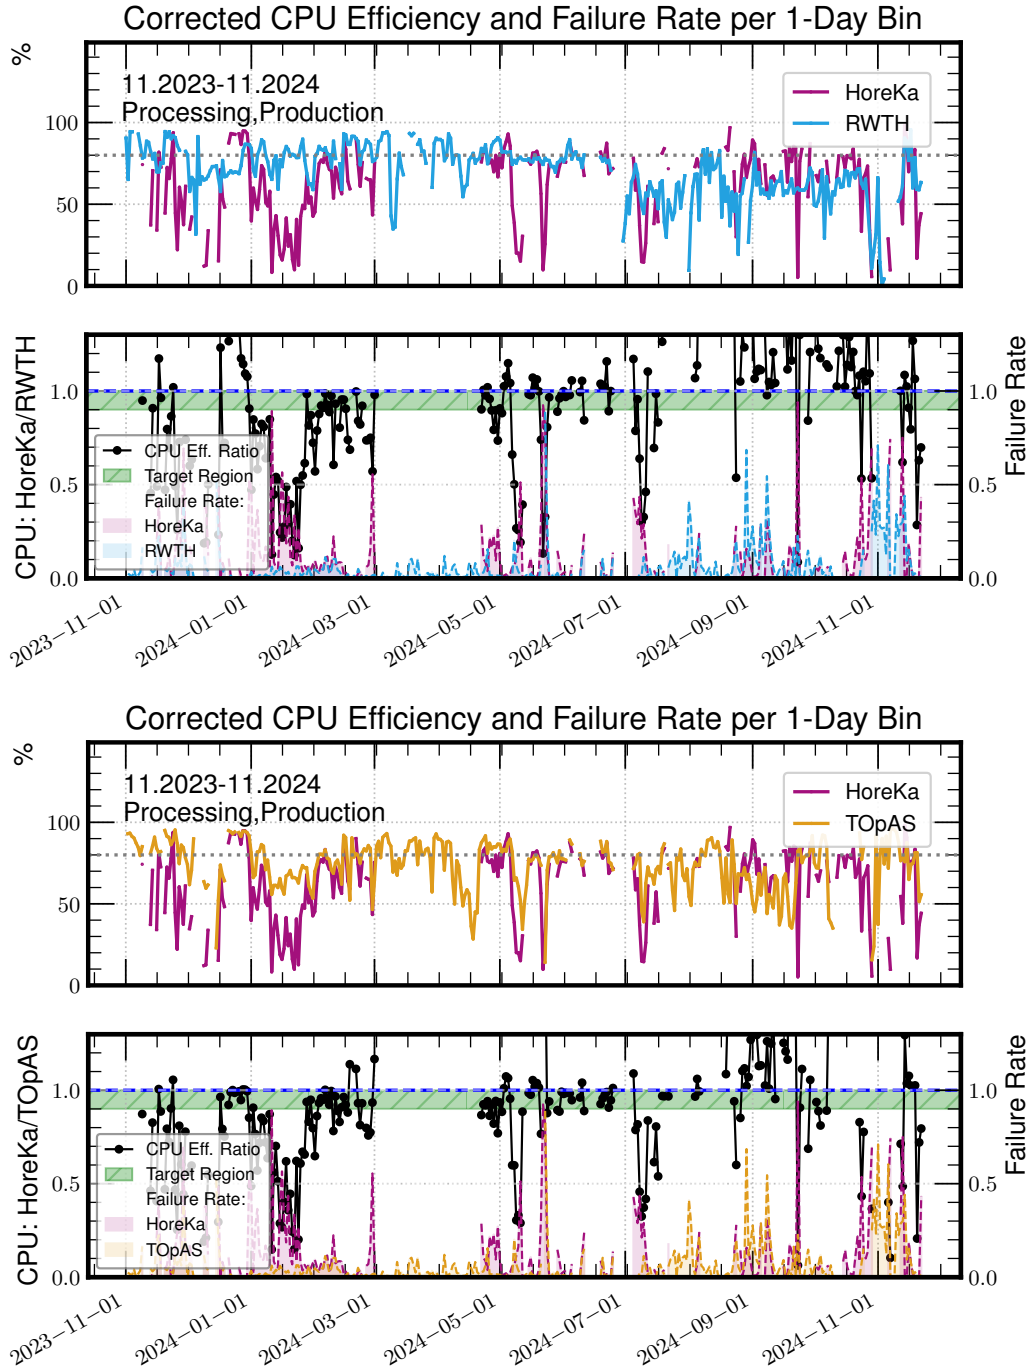 Corrected CPU Efficiency and Failure Rate per 1-Day Bin
%
11.2023-11.2024
Processing,Production
HoreKa
RWTH
100
50
0
CPU: HoreKa/RWTH
Failure Rate
1.0
0.5
0.0
1.0
0.5
0.0
CPU Eff. Ratio
Target Region
Failure Rate:
HoreKa
RWTH
2023-11-01
2024-01-01
2024-03-01
2024-05-01
2024-07-01
2024-09-01
2024-11-01
Corrected CPU Efficiency and Failure Rate per 1-Day Bin
%
11.2023-11.2024
Processing,Production
HoreKa
TOpAS
100
50
0
CPU: HoreKa/TOpAS
Failure Rate
1.0
0.5
0.0
1.0
0.5
0.0
CPU Eff. Ratio
Target Region
Failure Rate:
HoreKa
TOpAS
2023-11-01
2024-01-01
2024-03-01
2024-05-01
2024-07-01
2024-09-01
2024-11-01